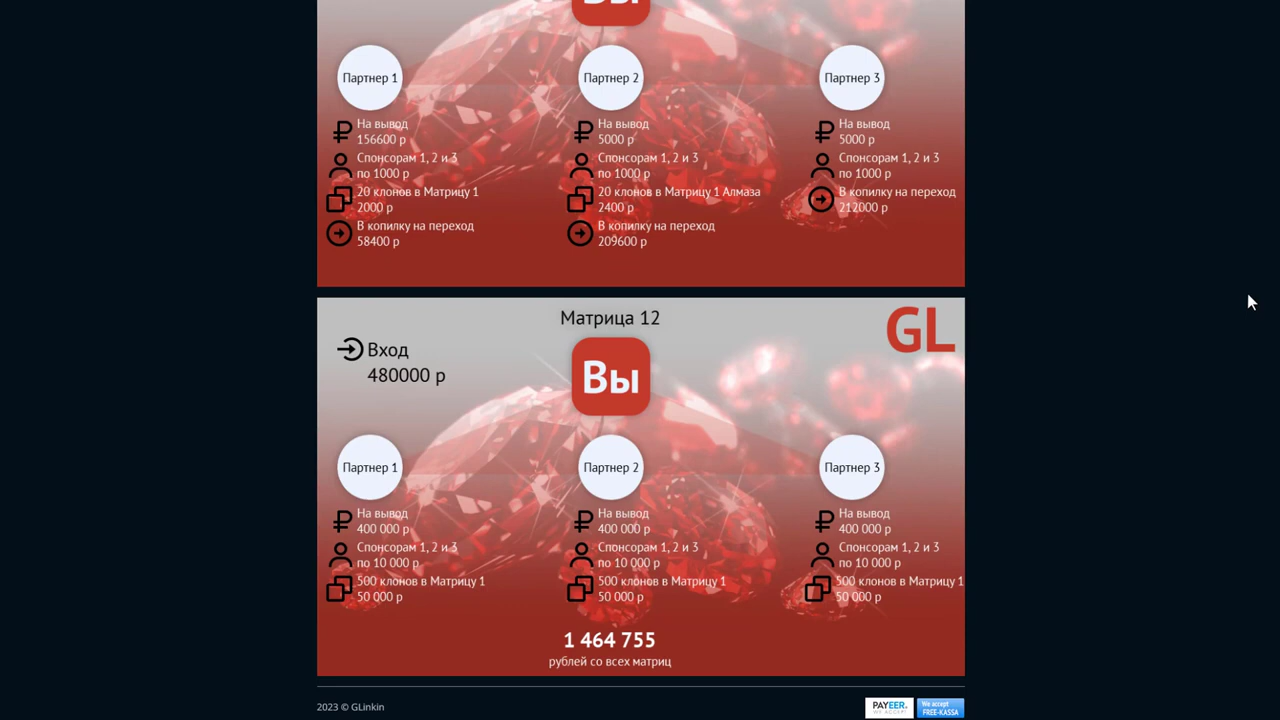 Вы
Партнер 1
Партнер 2
Партнер 3
На вывод
156600 р
Спонсорам 1, 2 и 3
по 1000 р
20 клонов в Матрицу 1
2000 р
В копилку на переход
58400 р
На вывод
5000 р
Спонсорам 1, 2 и 3
по 1000 р
20 клонов в Матрицу 1 Алмаза
2400 р
В копилку на переход
209600 р
На вывод
5000 р
Спонсорам 1, 2 и 3
по 1000 р
В копилку на переход
212000 р
Матрица 12
GL
Вход
480000 р
Вы
Партнер 1
Партнер 2
Партнер 3
На вывод
400 000 р
Спонсорам 1, 2 и 3
по 10 000 р
500 клонов в Матрицу 1
50 000 р
На вывод
400 000 р
Спонсорам 1, 2 и 3
по 10 000 р
500 клонов в Матрицу 1
50 000 р
На вывод
400 000 р
Спонсорам 1, 2 и 3
по 10 000 р
500 клонов в Матрицу 1
50 000 р
1 464 755
рублей со всех матриц
2023 © GLinkin
PAYEER
WE ACCEPT
We accept
FREE-KASSA